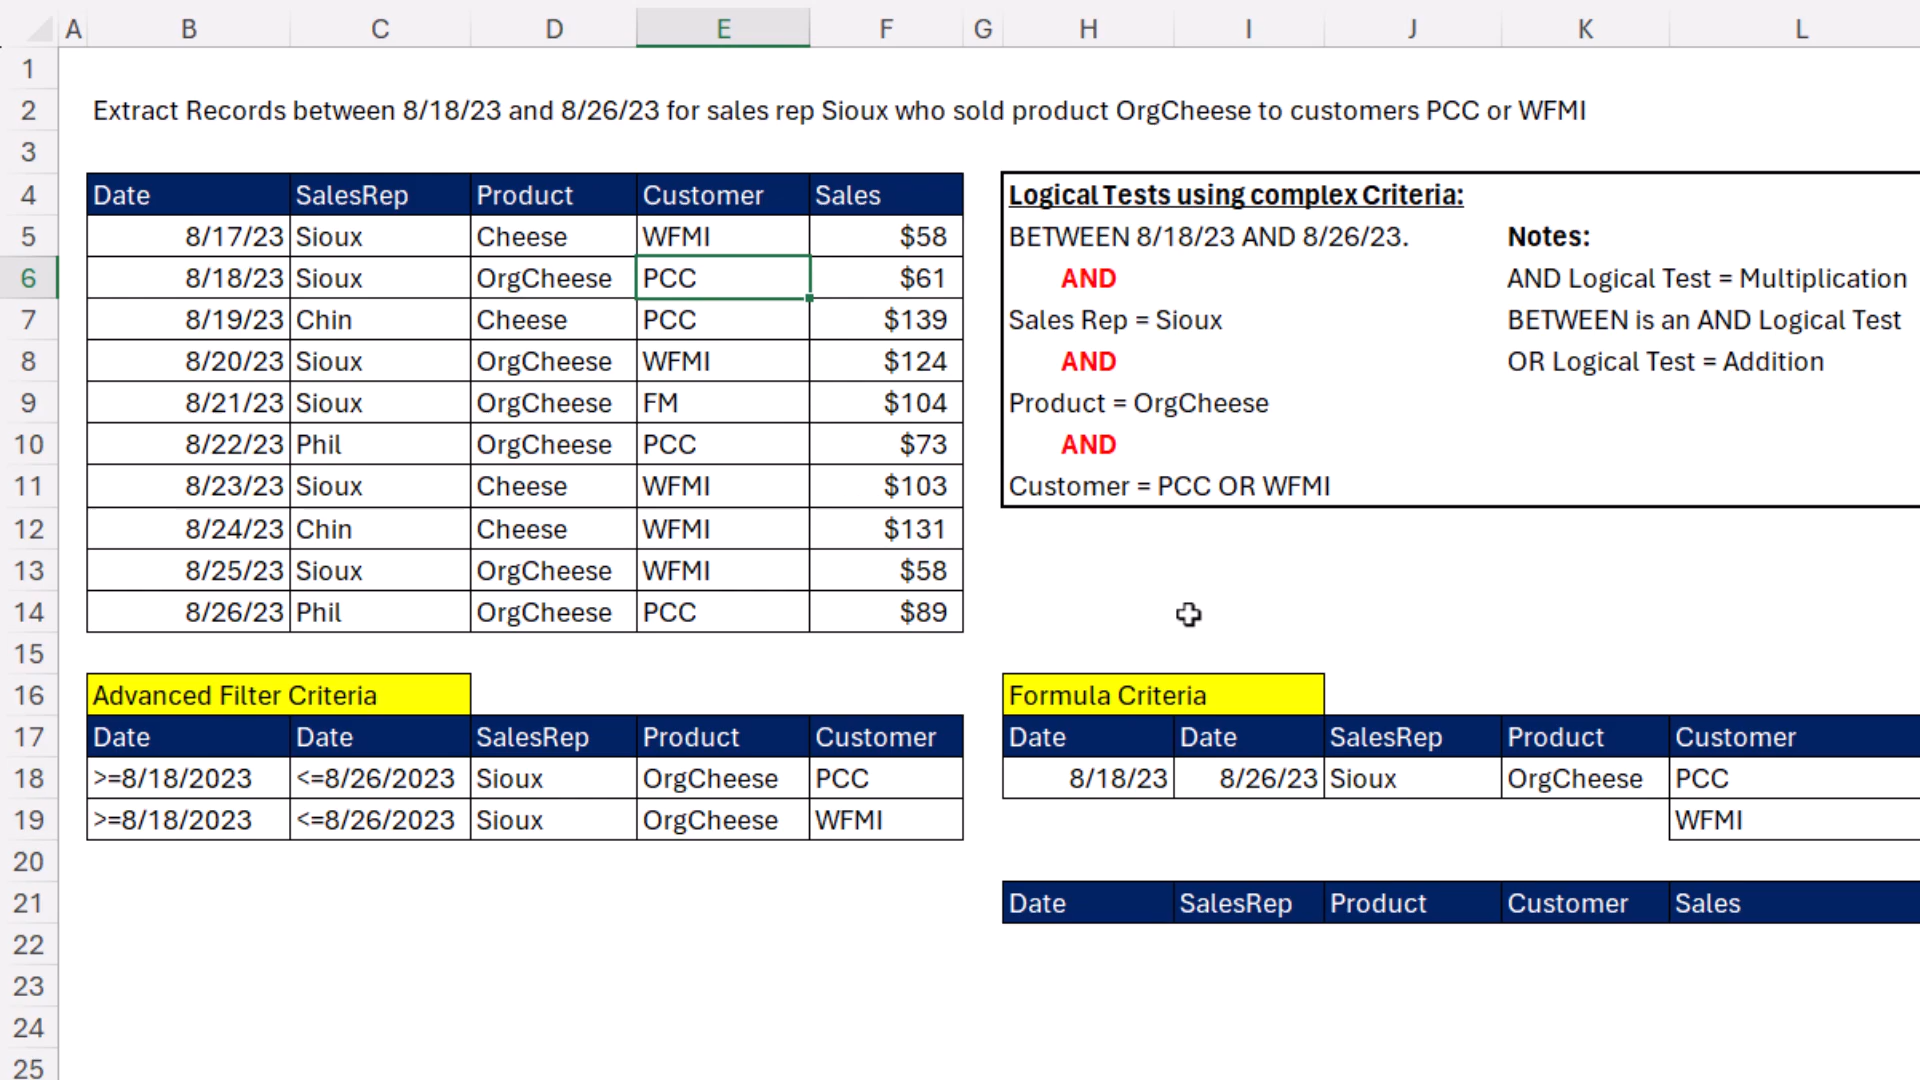 A B C D E F G H I J K L
1
2 Extract Records between 8/18/23 and 8/26/23 for sales rep Sioux who sold product OrgCheese to customers PCC or WFMI
3
4 Date SalesRep Product Customer Sales Logical Tests using complex Criteria:
5 8/17/23 Sioux Cheese WFMI $58 BETWEEN 8/18/23 AND 8/26/23. Notes:
6 8/18/23 Sioux OrgCheese PCC $61 AND AND Logical Test = Multiplication
7 8/19/23 Chin Cheese PCC $139 Sales Rep = Sioux BETWEEN is an AND Logical Test
8 8/20/23 Sioux OrgCheese WFMI $124 AND OR Logical Test = Addition
9 8/21/23 Sioux OrgCheese FM $104 Product = OrgCheese
10 8/22/23 Phil OrgCheese PCC $73 AND
11 8/23/23 Sioux Cheese WFMI $103 Customer = PCC OR WFMI
12 8/24/23 Chin Cheese WFMI $131
13 8/25/23 Sioux OrgCheese WFMI $58
14 8/26/23 Phil OrgCheese PCC $89
15
16 Advanced Filter Criteria Formula Criteria
17 Date Date SalesRep Product Customer Date Date SalesRep Product Customer
18 >=8/18/2023 <=8/26/2023 Sioux OrgCheese PCC 8/18/23 8/26/23 Sioux OrgCheese PCC
19 >=8/18/2023 <=8/26/2023 Sioux OrgCheese WFMI WFMI
20
21 Date SalesRep Product Customer Sales
22
23
24
25